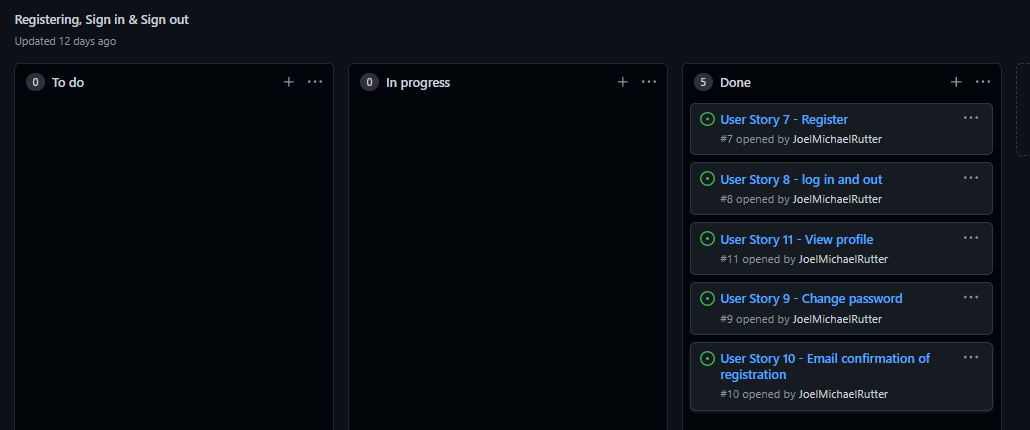 Registering, Sign in & Sign out
Updated 12 days ago
0 To do
0 In progress
5 Done
User Story 7 - Register
#7 opened by JoelMichaelRutter
User Story 8 - log in and out
#8 opened by JoelMichaelRutter
User Story 11 - View profile
#11 opened by JoelMichaelRutter
User Story 9 - Change password
#9 opened by JoelMichaelRutter
User Story 10 - Email confirmation of
registration
#10 opened by JoelMichaelRutter